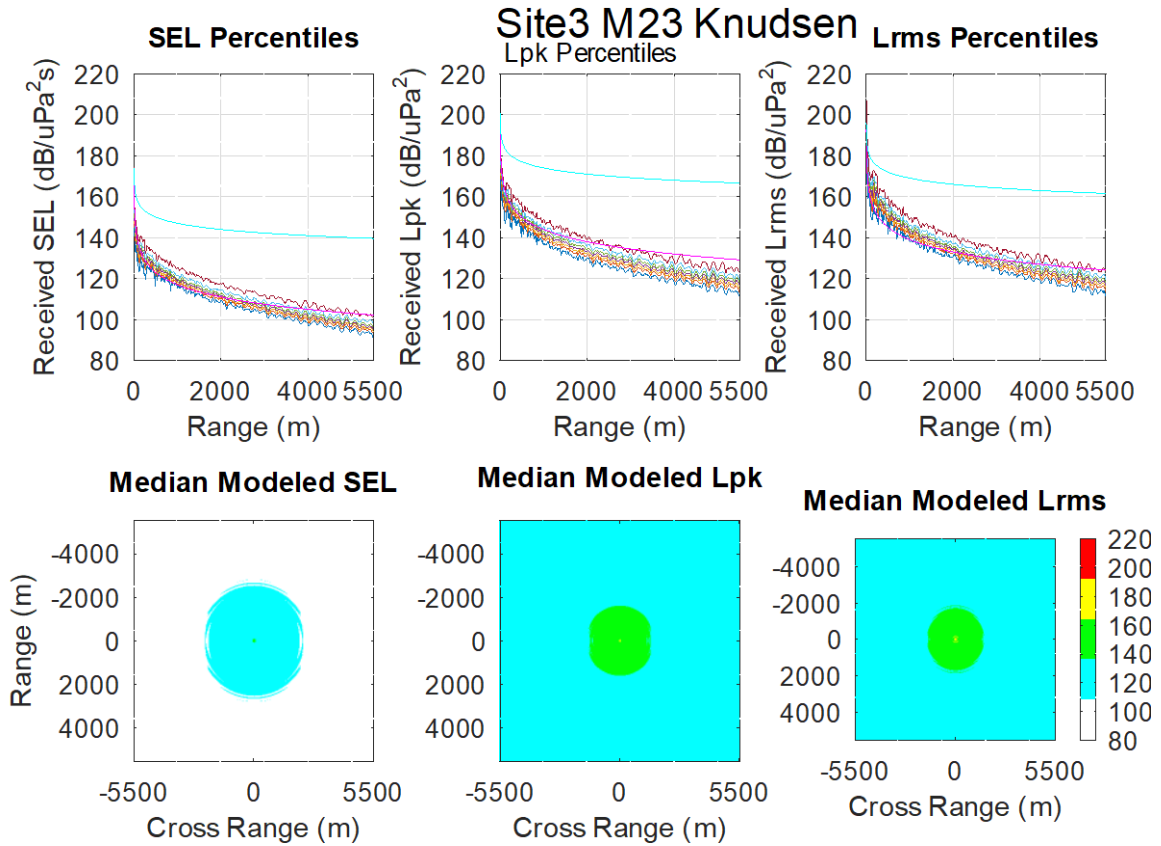 Site3 M23 Knudsen
SEL Percentiles
Lpk Percentiles
Lrms Percentiles
Received SEL (dB/uPa²s)
220
200
180
160
140
120
100
80
0 2000 4000 5500
Range (m)
Received Lpk (dB/uPa²)
220
200
180
160
140
120
100
80
0 2000 4000 5500
Range (m)
Received Lrms (dB/uPa²)
220
200
180
160
140
120
100
80
0 2000 4000 5500
Range (m)
Median Modeled SEL
Range (m)
-4000
-2000
0
2000
4000
-5500 0 5500
Cross Range (m)
Median Modeled Lpk
-4000
-2000
0
2000
4000
-5500 0 5500
Cross Range (m)
Median Modeled Lrms
-4000
-2000
0
2000
4000
-5500 0 5500
Cross Range (m)
220
200
180
160
140
120
100
80